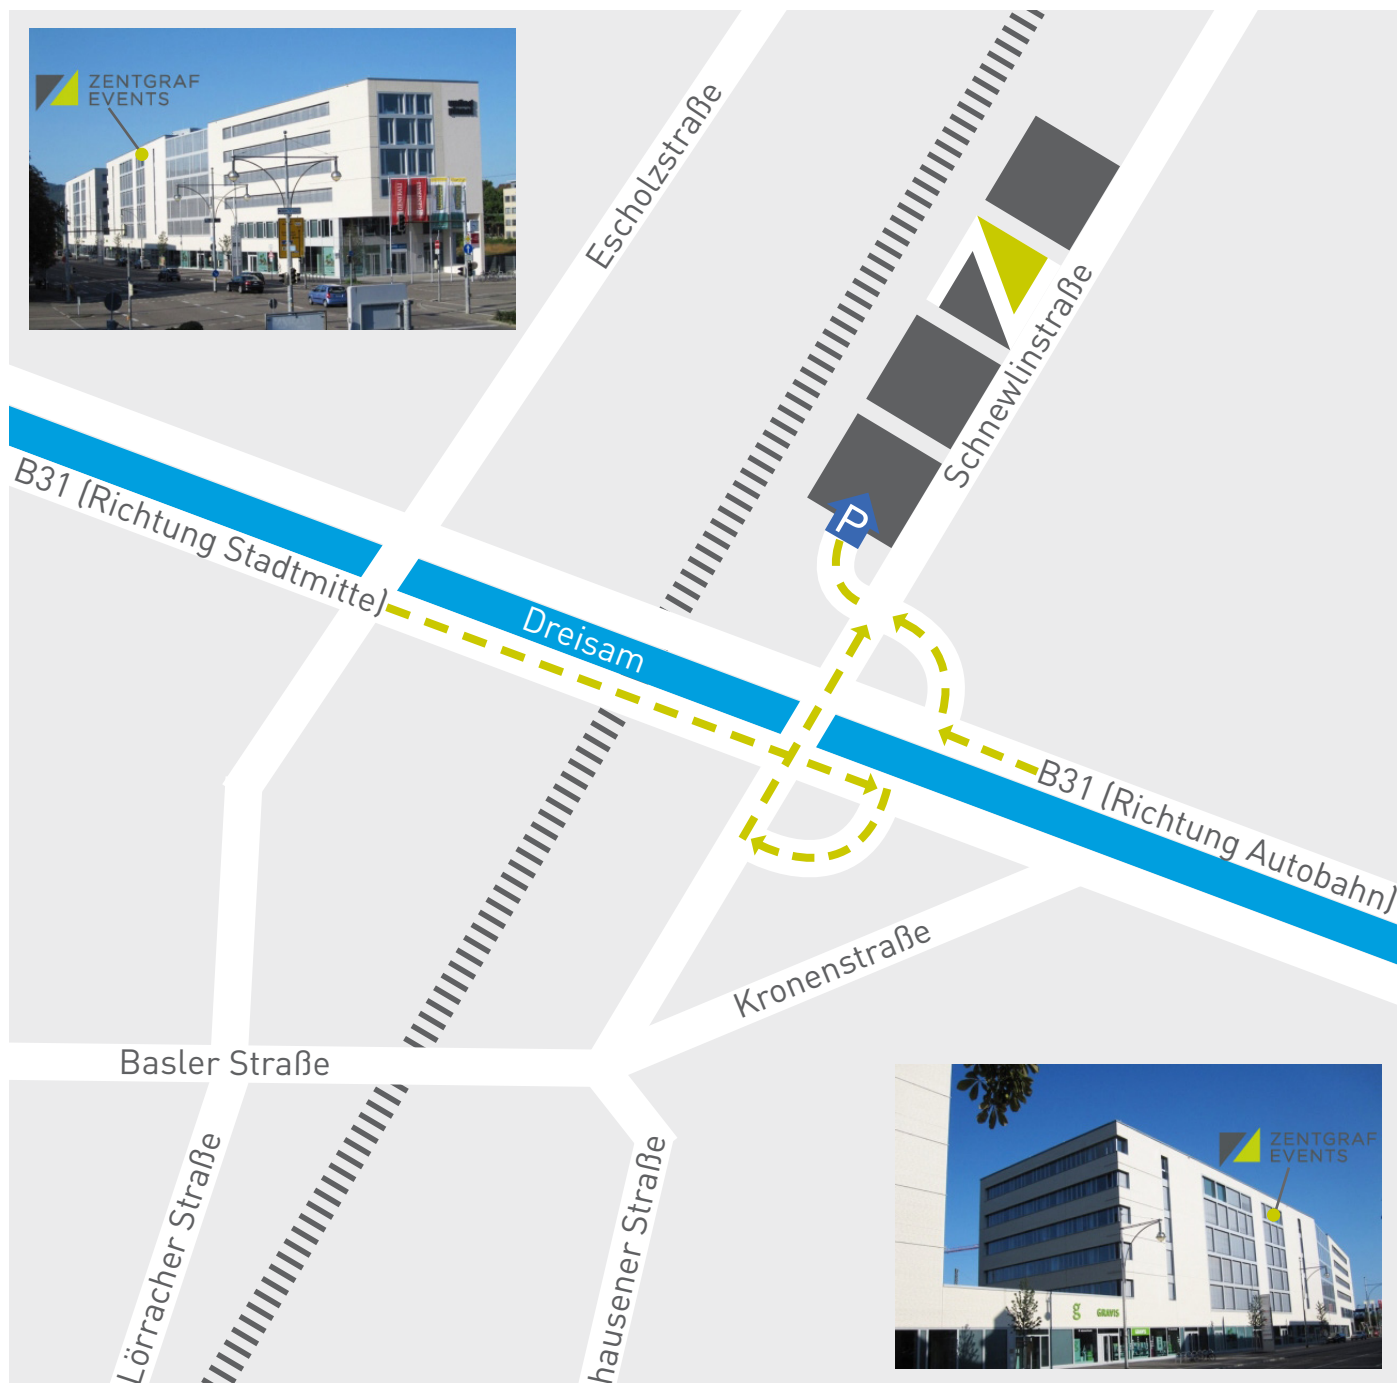 ZENTGRAF
EVENTS
Escholzstraße
Schnewlinstraße
P
B31 (Richtung Stadtmitte)
Dreisam
B31 (Richtung Autobahn)
Kronenstraße
Basler Straße
Lörracher Straße
hausener Straße
ZENTGRAF
EVENTS
g
GRAVIS